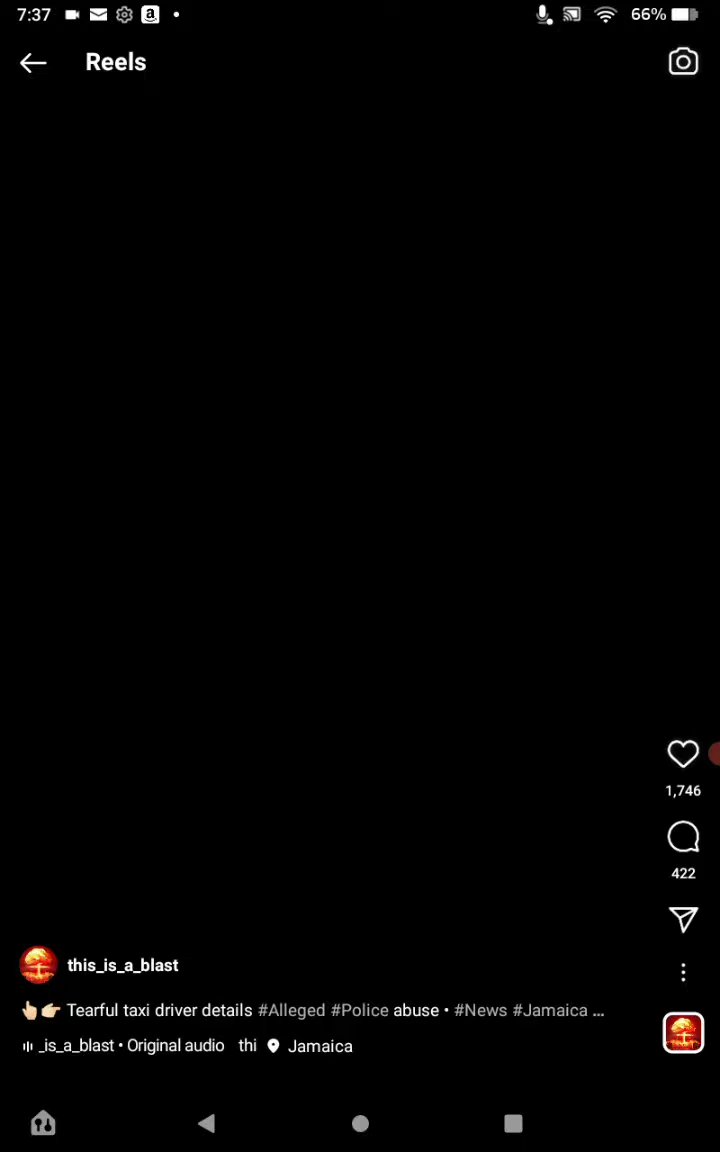 7:37
66%
Reels
1,746
422
this_is_a_blast
👆🏻👉🏻 Tearful taxi driver details #Alleged #Police abuse • #News #Jamaica ...
_is_a_blast • Original audio thi Jamaica